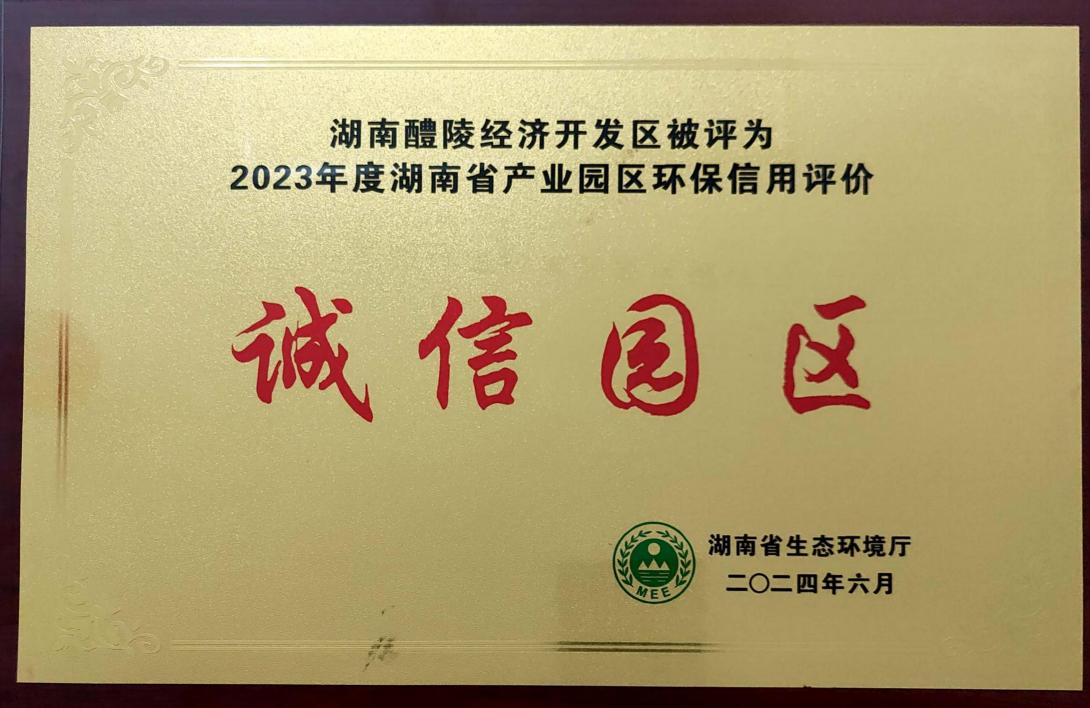 湖南醴陵经济开发区被评为
2023年度湖南省产业园区环保信用评价
诚信园区
MEE
湖南省生态环境厅
二〇二四年六月